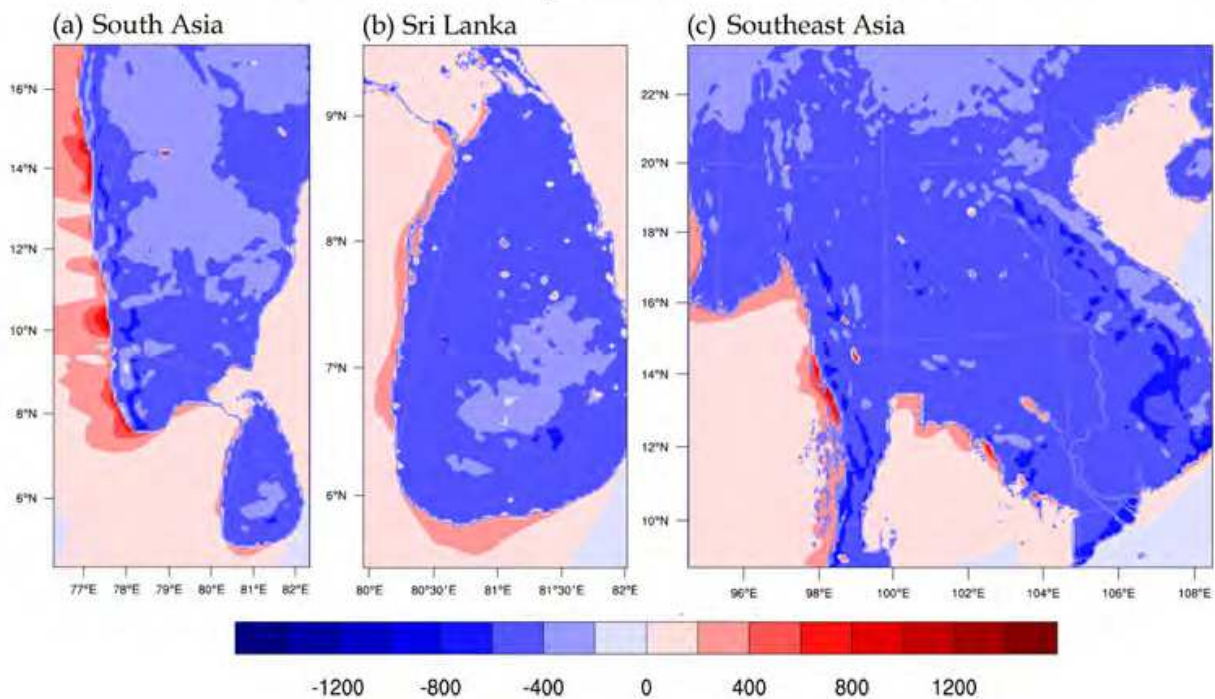 (a) South Asia
(b) Sri Lanka
(c) Southeast Asia
16°N
14°N
12°N
10°N
8°N
6°N
77°E 78°E 79°E 80°E 81°E 82°E
9°N
8°N
7°N
6°N
80°E 80°30'E 81°E 81°30'E 82°E
22°N
20°N
18°N
16°N
14°N
12°N
10°N
96°E 98°E 100°E 102°E 104°E 106°E 108°E
-1200 -800 -400 0 400 800 1200